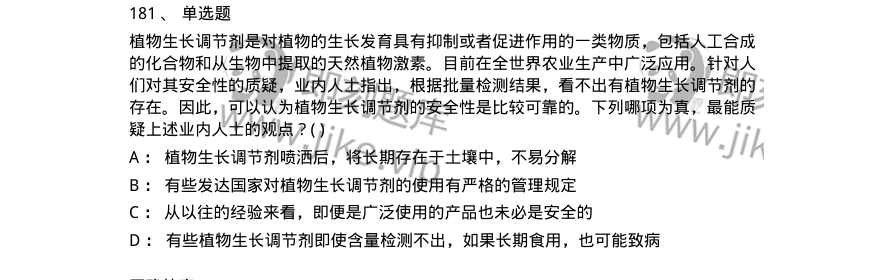 181 、 单选题
植物生长调节剂是对植物的生长发育具有抑制或者促进作用的一类物质，包括人工合成
的化合物和从生物中提取的天然植物激素。目前在全世界农业生产中广泛应用。针对人
们对其安全性的质疑，业内人士指出，根据批量检测结果，看不出有植物生长调节剂的
存在。因此，可以认为植物生长调节剂的安全性是比较可靠的。下列哪项为真，最能质
疑上述业内人士的观点？( )
A ： 植物生长调节剂喷洒后，将长期存在于土壤中，不易分解
B ： 有些发达国家对植物生长调节剂的使用有严格的管理规定
C ： 从以往的经验来看，即便是广泛使用的产品也未必是安全的
D ： 有些植物生长调节剂即使含量检测不出，如果长期食用，也可能致病
即刻题库
www.jike.vip
即刻
www.jik